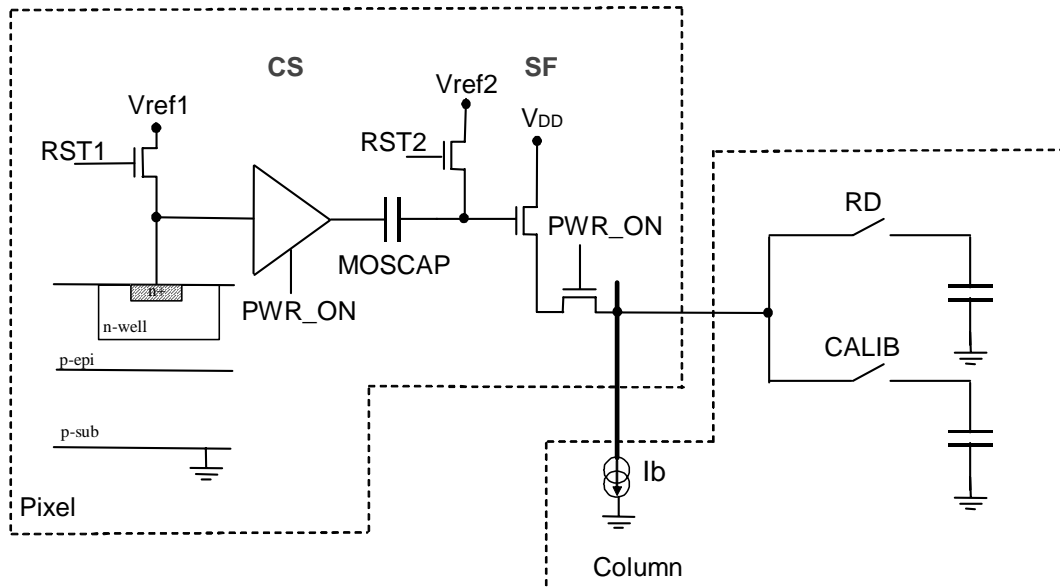 CS
SF
Vref1
Vref2
VDD
RST1
RST2
RD
PWR_ON
MOSCAP
PWR_ON
n+
n-well
CALIB
p-epi
p-sub
Ib
Pixel
Column